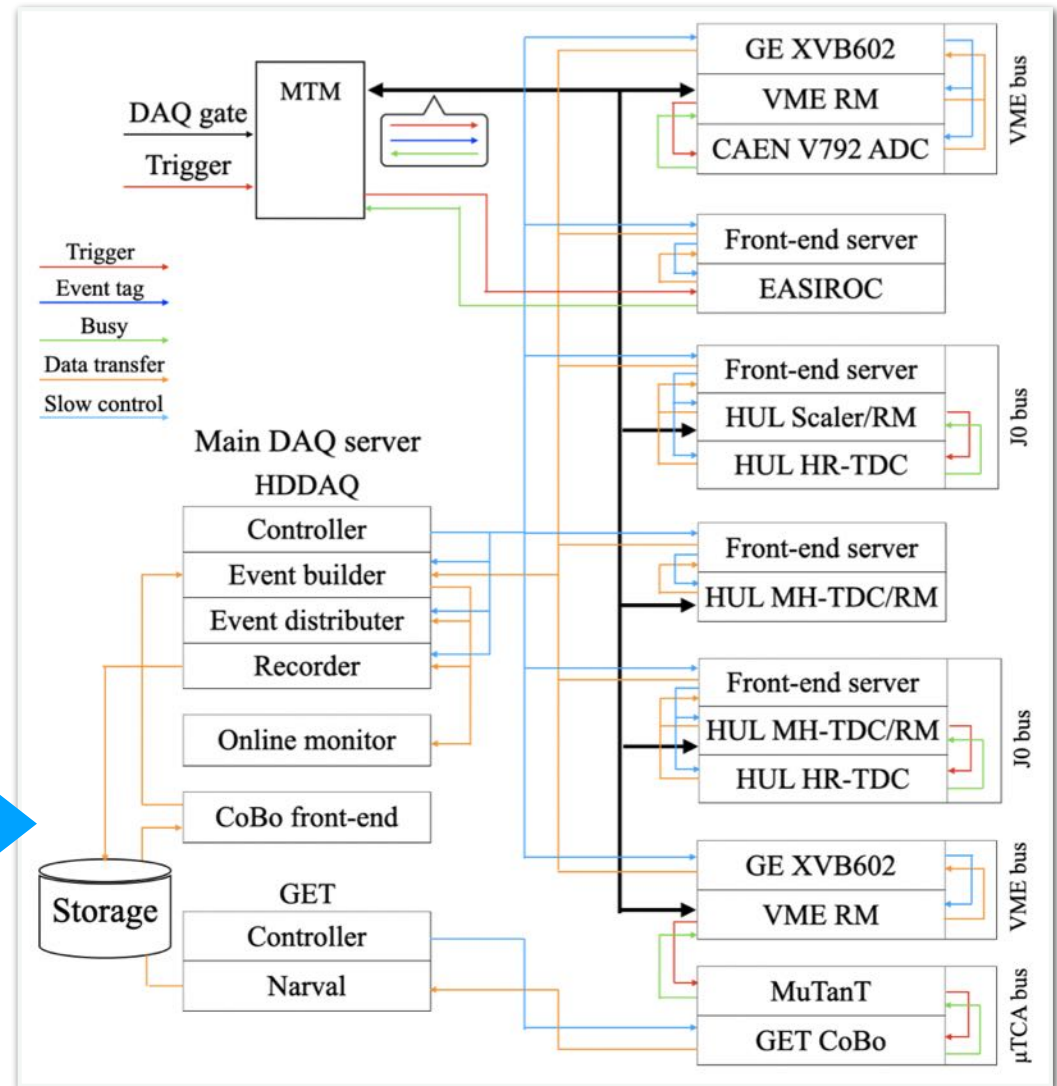 MTM
DAQ gate
Trigger
Trigger
Event tag
Busy
Data transfer
Slow control
Main DAQ server
HDDAQ
Controller
Event builder
Event distributer
Recorder
Online monitor
CoBo front-end
Storage
GET
Controller
Narval
GE XVB602
VME RM
CAEN V792 ADC
VME bus
Front-end server
EASIROC
Front-end server
HUL Scaler/RM
HUL HR-TDC
J0 bus
Front-end server
HUL MH-TDC/RM
Front-end server
HUL MH-TDC/RM
HUL HR-TDC
J0 bus
GE XVB602
VME RM
VME bus
MuTanT
GET CoBo
μTCA bus